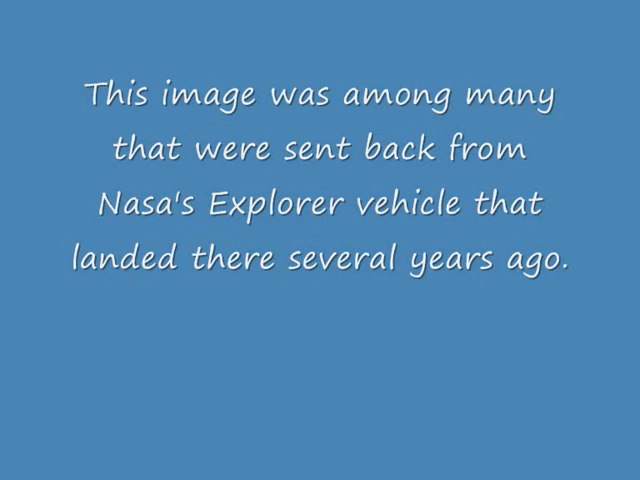 This image was among many
that were sent back from
Nasa's Explorer vehicle that
landed there several years ago.